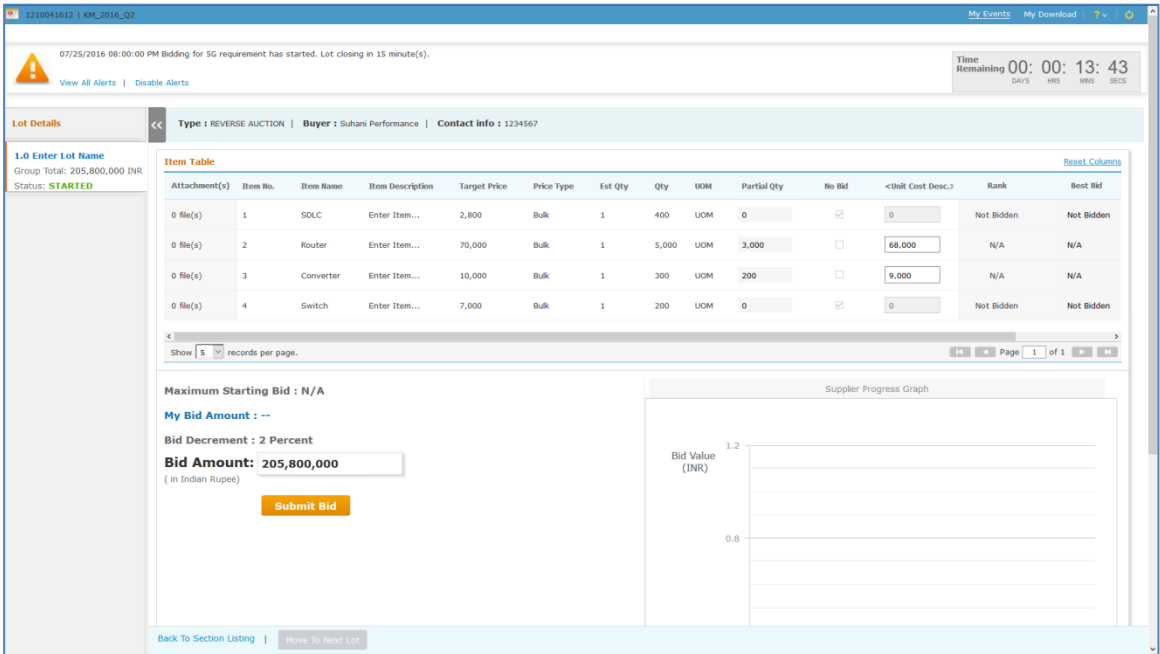 1210041612 | KM_2016_Q2
My Events My Download | ?
07/25/2016 08:00:00 PM Bidding for 5G requirement has started. Lot closing in 15 minute(s).
View All Alerts | Disable Alerts
Time Remaining 00: 00: 13: 43
DAYS HRS MINS SECS
Lot Details
1.0 Enter Lot Name
Group Total: 205,800,000 INR
Status: STARTED
<< Type : REVERSE AUCTION | Buyer : Suhani Performance | Contact info : 1234567
Item Table Reset Columns
Attachment(s) Item No. Item Name Item Description Target Price Price Type Est Qty Qty UOM Partial Qty No Bid <Unit Cost Desc.> Rank Best Bid
0 file(s) 1 SDLC Enter Item... 2,800 Bulk 1 400 UOM 0 0 Not Bidden Not Bidden
0 file(s) 2 Router Enter Item... 70,000 Bulk 1 5,000 UOM 3,000 68,000 N/A N/A
0 file(s) 3 Converter Enter Item... 10,000 Bulk 1 300 UOM 200 9,000 N/A N/A
0 file(s) 4 Switch Enter Item... 7,000 Bulk 1 200 UOM 0 0 Not Bidden Not Bidden
Show 5 records per page. Page 1 of 1
Maximum Starting Bid : N/A
My Bid Amount : --
Bid Decrement : 2 Percent
Bid Amount: 205,800,000
( in Indian Rupee)
Submit Bid
Supplier Progress Graph
Bid Value
(INR)
1.2
0.8
Back To Section Listing | Move To Next Lot